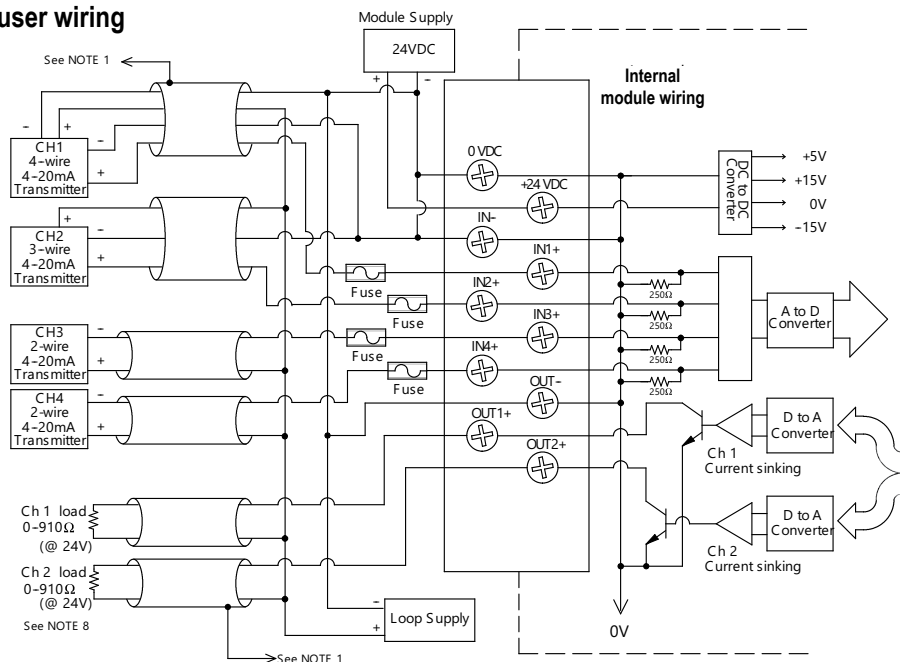 user wiring
Module Supply
24VDC
+ -
See NOTE 1
Internal
module wiring
- +
-
+
CH1
4-wire
4-20mA
Transmitter
0 VDC
+24 VDC
DC to DC
Converter
+5V
+15V
0V
-15V
+
-
+
CH2
3-wire
4-20mA
Transmitter
IN-
IN1+
Fuse
IN2+
Fuse
250Ω
250Ω
250Ω
250Ω
A to D
Converter
CH3
2-wire
4-20mA
Transmitter
-
+
IN3+
Fuse
IN4+
Fuse
CH4
2-wire
4-20mA
Transmitter
-
+
OUT-
OUT1+
OUT2+
D to A
Converter
Ch 1
Current sinking
D to A
Converter
Ch 2
Current sinking
Ch 1 load
0-910Ω
(@ 24V)
Ch 2 load
0-910Ω
(@ 24V)
See NOTE 8
-
+
Loop Supply
0V
See NOTE 1